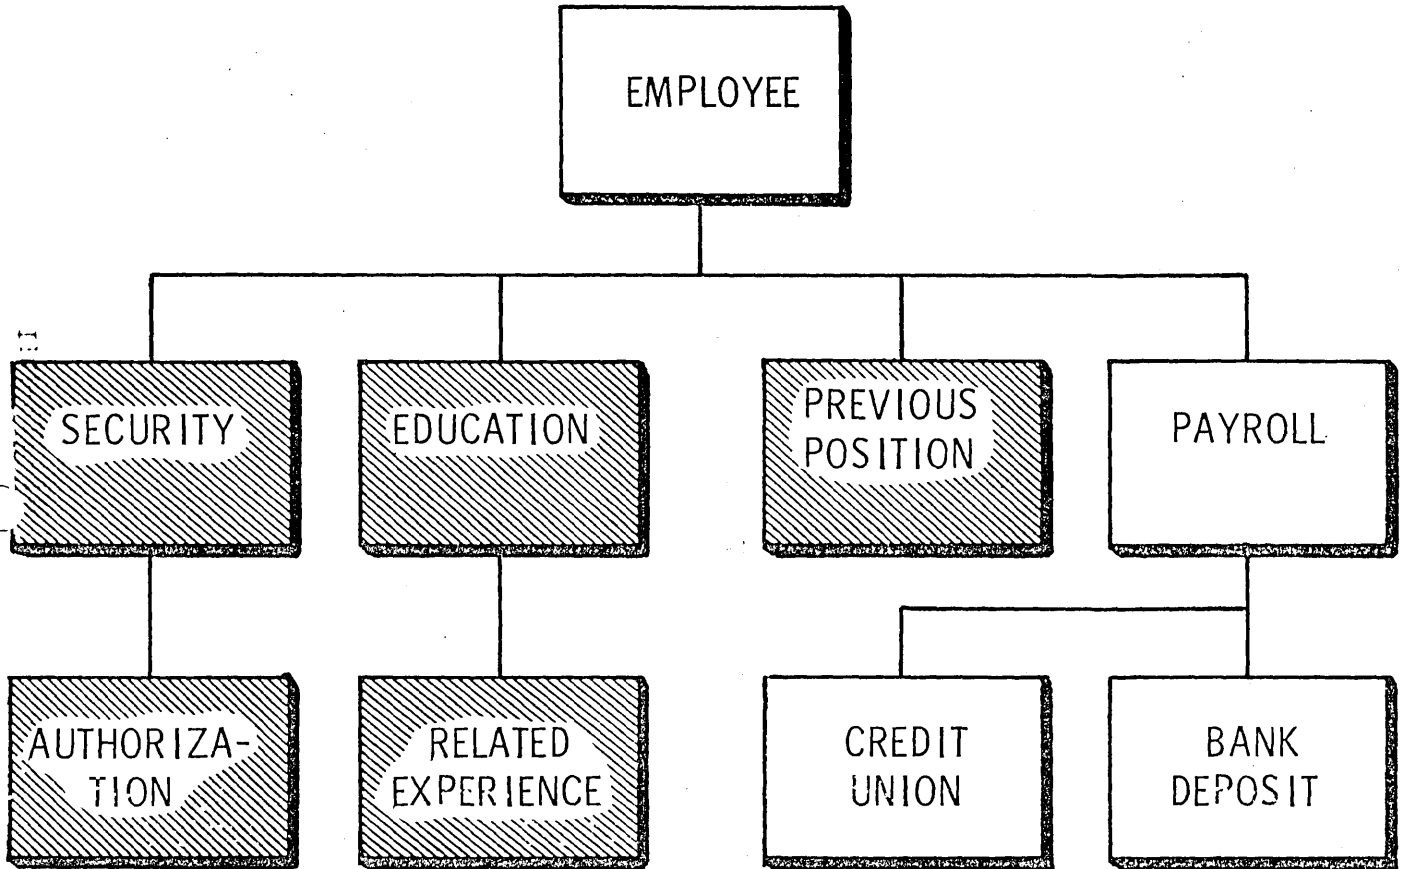 EMPLOYEE
SECURITY
EDUCATION
PREVIOUS
POSITION
PAYROLL
AUTHORIZA-
TION
RELATED
EXPERIENCE
CREDIT
UNION
BANK
DEPOSIT